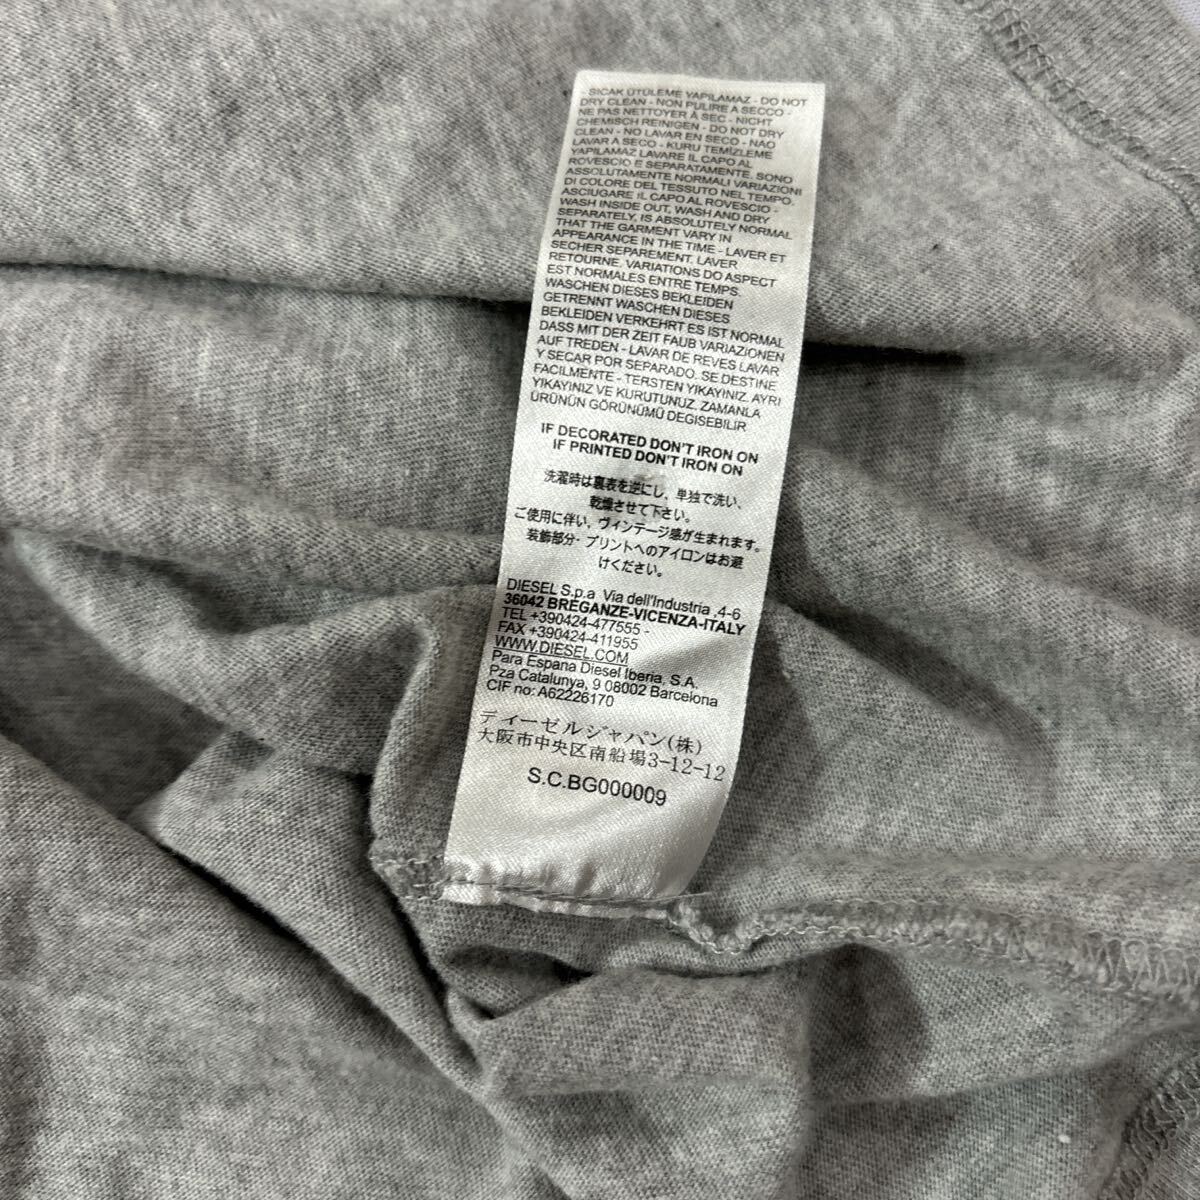 SICAK ÜTÜLEME YAPILAMAZ - DO NOT
DRY CLEAN - NON PULIRE A SECCO -
NE PAS NETTOYER À SEC - NICHT
CHEMISCH REINIGEN - DO NOT DRY
CLEAN - NO LAVAR EN SECO - NAO
LAVAR A SECO - KURU TEMIZLEME
YAPILAMAZ LAVARE IL CAPO AL
ROVESCIO E SEPARATAMENTE. SONO
ASSOLUTAMENTE NORMALI VARIAZIONI
DI COLORE DEL TESSUTO NEL TEMPO.
ASCIUGARE IL CAPO AL ROVESCIO -
WASH INSIDE OUT, WASH AND DRY
SEPARATELY, IS ABSOLUTELY NORMAL
THAT THE GARMENT VARY IN
APPEARANCE IN THE TIME - LAVER ET
SECHER SEPAREMENT. LAVER
RETOURNE. VARIATIONS DO ASPECT
EST NORMALES ENTRE TEMPS.
WASCHEN DIESES BEKLEIDEN
GETRENNT WASCHEN DIESES
BEKLEIDEN VERKEHRT ES IST NORMAL
DASS MIT DER ZEIT FAUB VARIAZIONEN
AUF TREDEN - LAVAR DE REVES LAVAR
Y SECAR POR SEPARADO. SE DESTINE
FACILMENTE - TERSTEN YIKAYINIZ. AYRI
YIKAYINIZ VE KURUTUNUZ. ZAMANLA
ÜRÜNÜN GÖRÜNÜMÜ DEGISEBILIR
IF DECORATED DON'T IRON ON
IF PRINTED DON'T IRON ON
洗濯時は裏表を逆にし、単独で洗い、
乾燥させて下さい。
ご使用に伴い、ヴィンテージ感が生まれます。
装飾部分・プリントへのアイロンはお避
けください。
DIESEL S.p.a Via dell'Industria ,4-6
36042 BREGANZE-VICENZA-ITALY
TEL +390424-477555 -
FAX +390424-411955
WWW.DIESEL.COM
Para Espana Diesel Iberia, S.A.
Pza Catalunya, 9 08002 Barcelona
CIF no: A62226170
ディーゼルジャパン(株)
大阪市中央区南船場3-12-12
S.C.BG000009